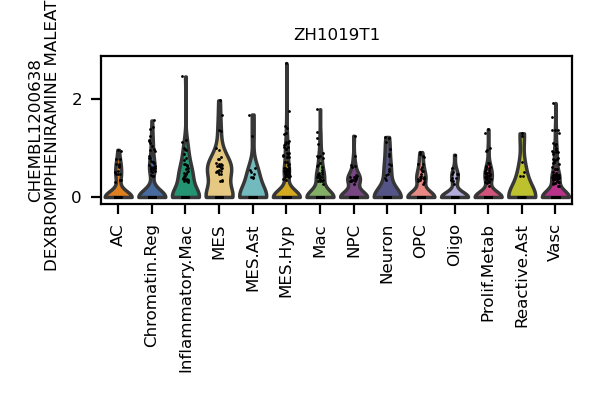 ZH1019T1
CHEMBL1200638
DEXBROMPHENIRAMINE MALEAT
2
0
AC
Chromatin.Reg
Inflammatory.Mac
MES
MES.Ast
MES.Hyp
Mac
NPC
Neuron
OPC
Oligo
Prolif.Metab
Reactive.Ast
Vasc